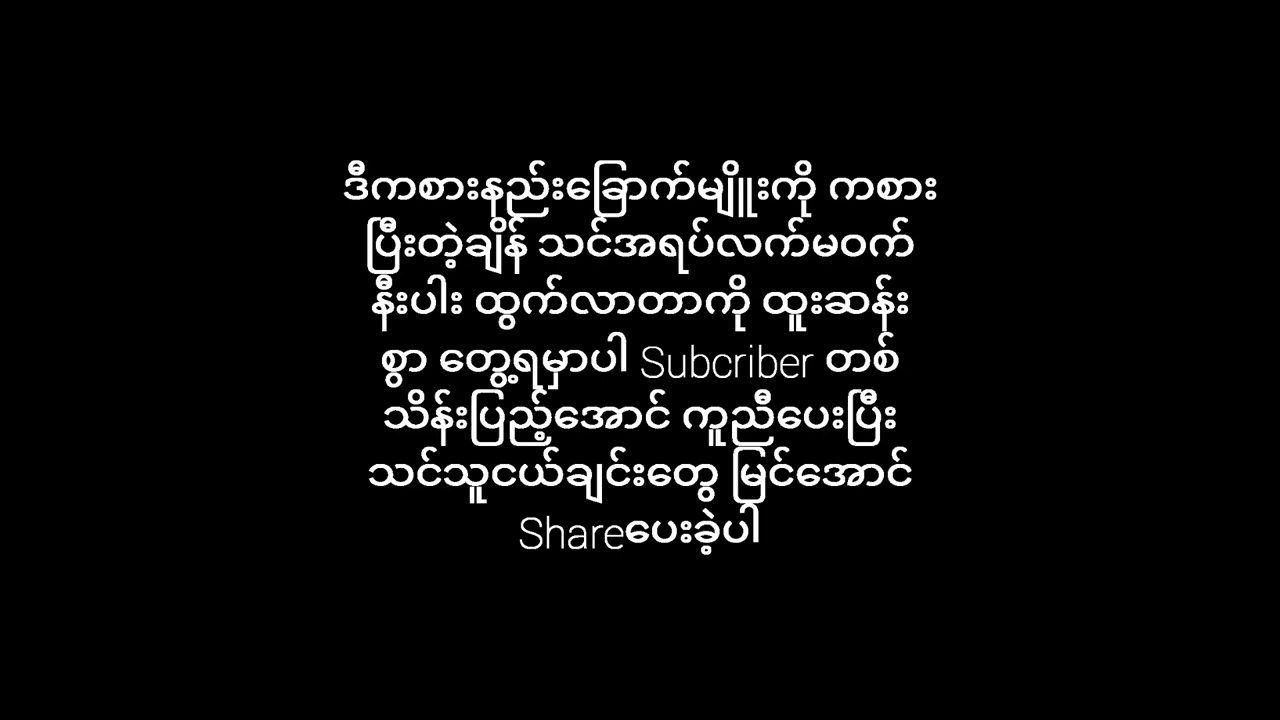 ဒီကစားနည်းခြောက်မျိူးကို ကစား
ပြီးတဲ့ချိန် သင်အရပ်လက်မဝက်
နီးပါး ထွက်လာတာကို ထူးဆန်း
စွာ တွေ့ရမှာပါ Subcriber တစ်
သိန်းပြည့်အောင် ကူညီပေးပြီး
သင်သူငယ်ချင်းတွေ မြင်အောင်
Shareပေးခဲ့ပါ